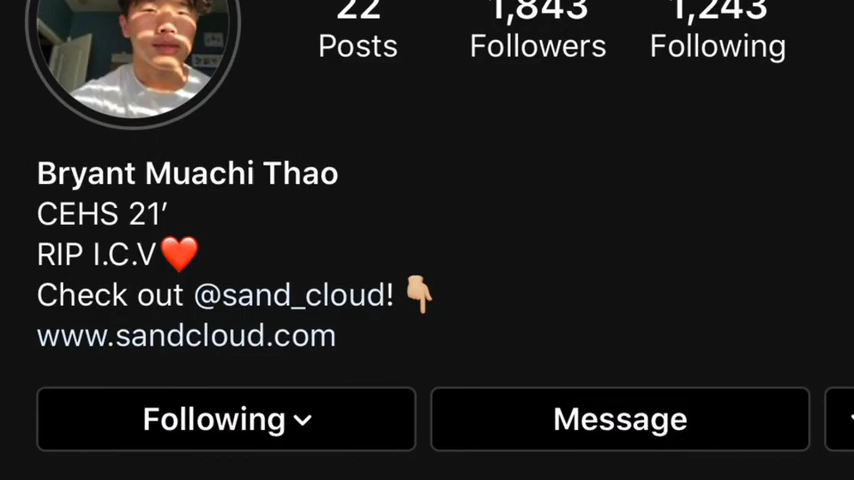 22 1,843 1,243
Posts Followers Following
Bryant Muachi Thao
CEHS 21’
RIP I.C.V❤️
Check out @sand_cloud! 👇🏼
www.sandcloud.com
Following Message